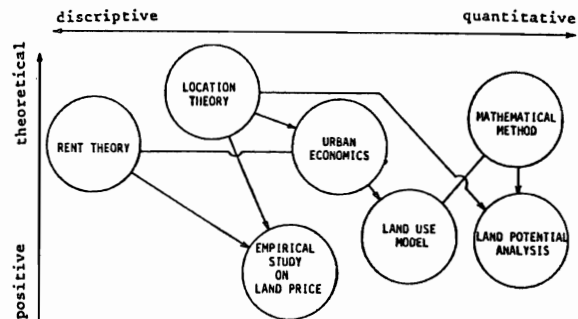 discriptive
quantitative
theoretical
positive
LOCATION
THEORY
MATHEMATICAL
METHOD
RENT THEORY
URBAN
ECONOMICS
LAND USE
MODEL
LAND POTENTIAL
ANALYSIS
EMPIRICAL
STUDY
ON
LAND PRICE